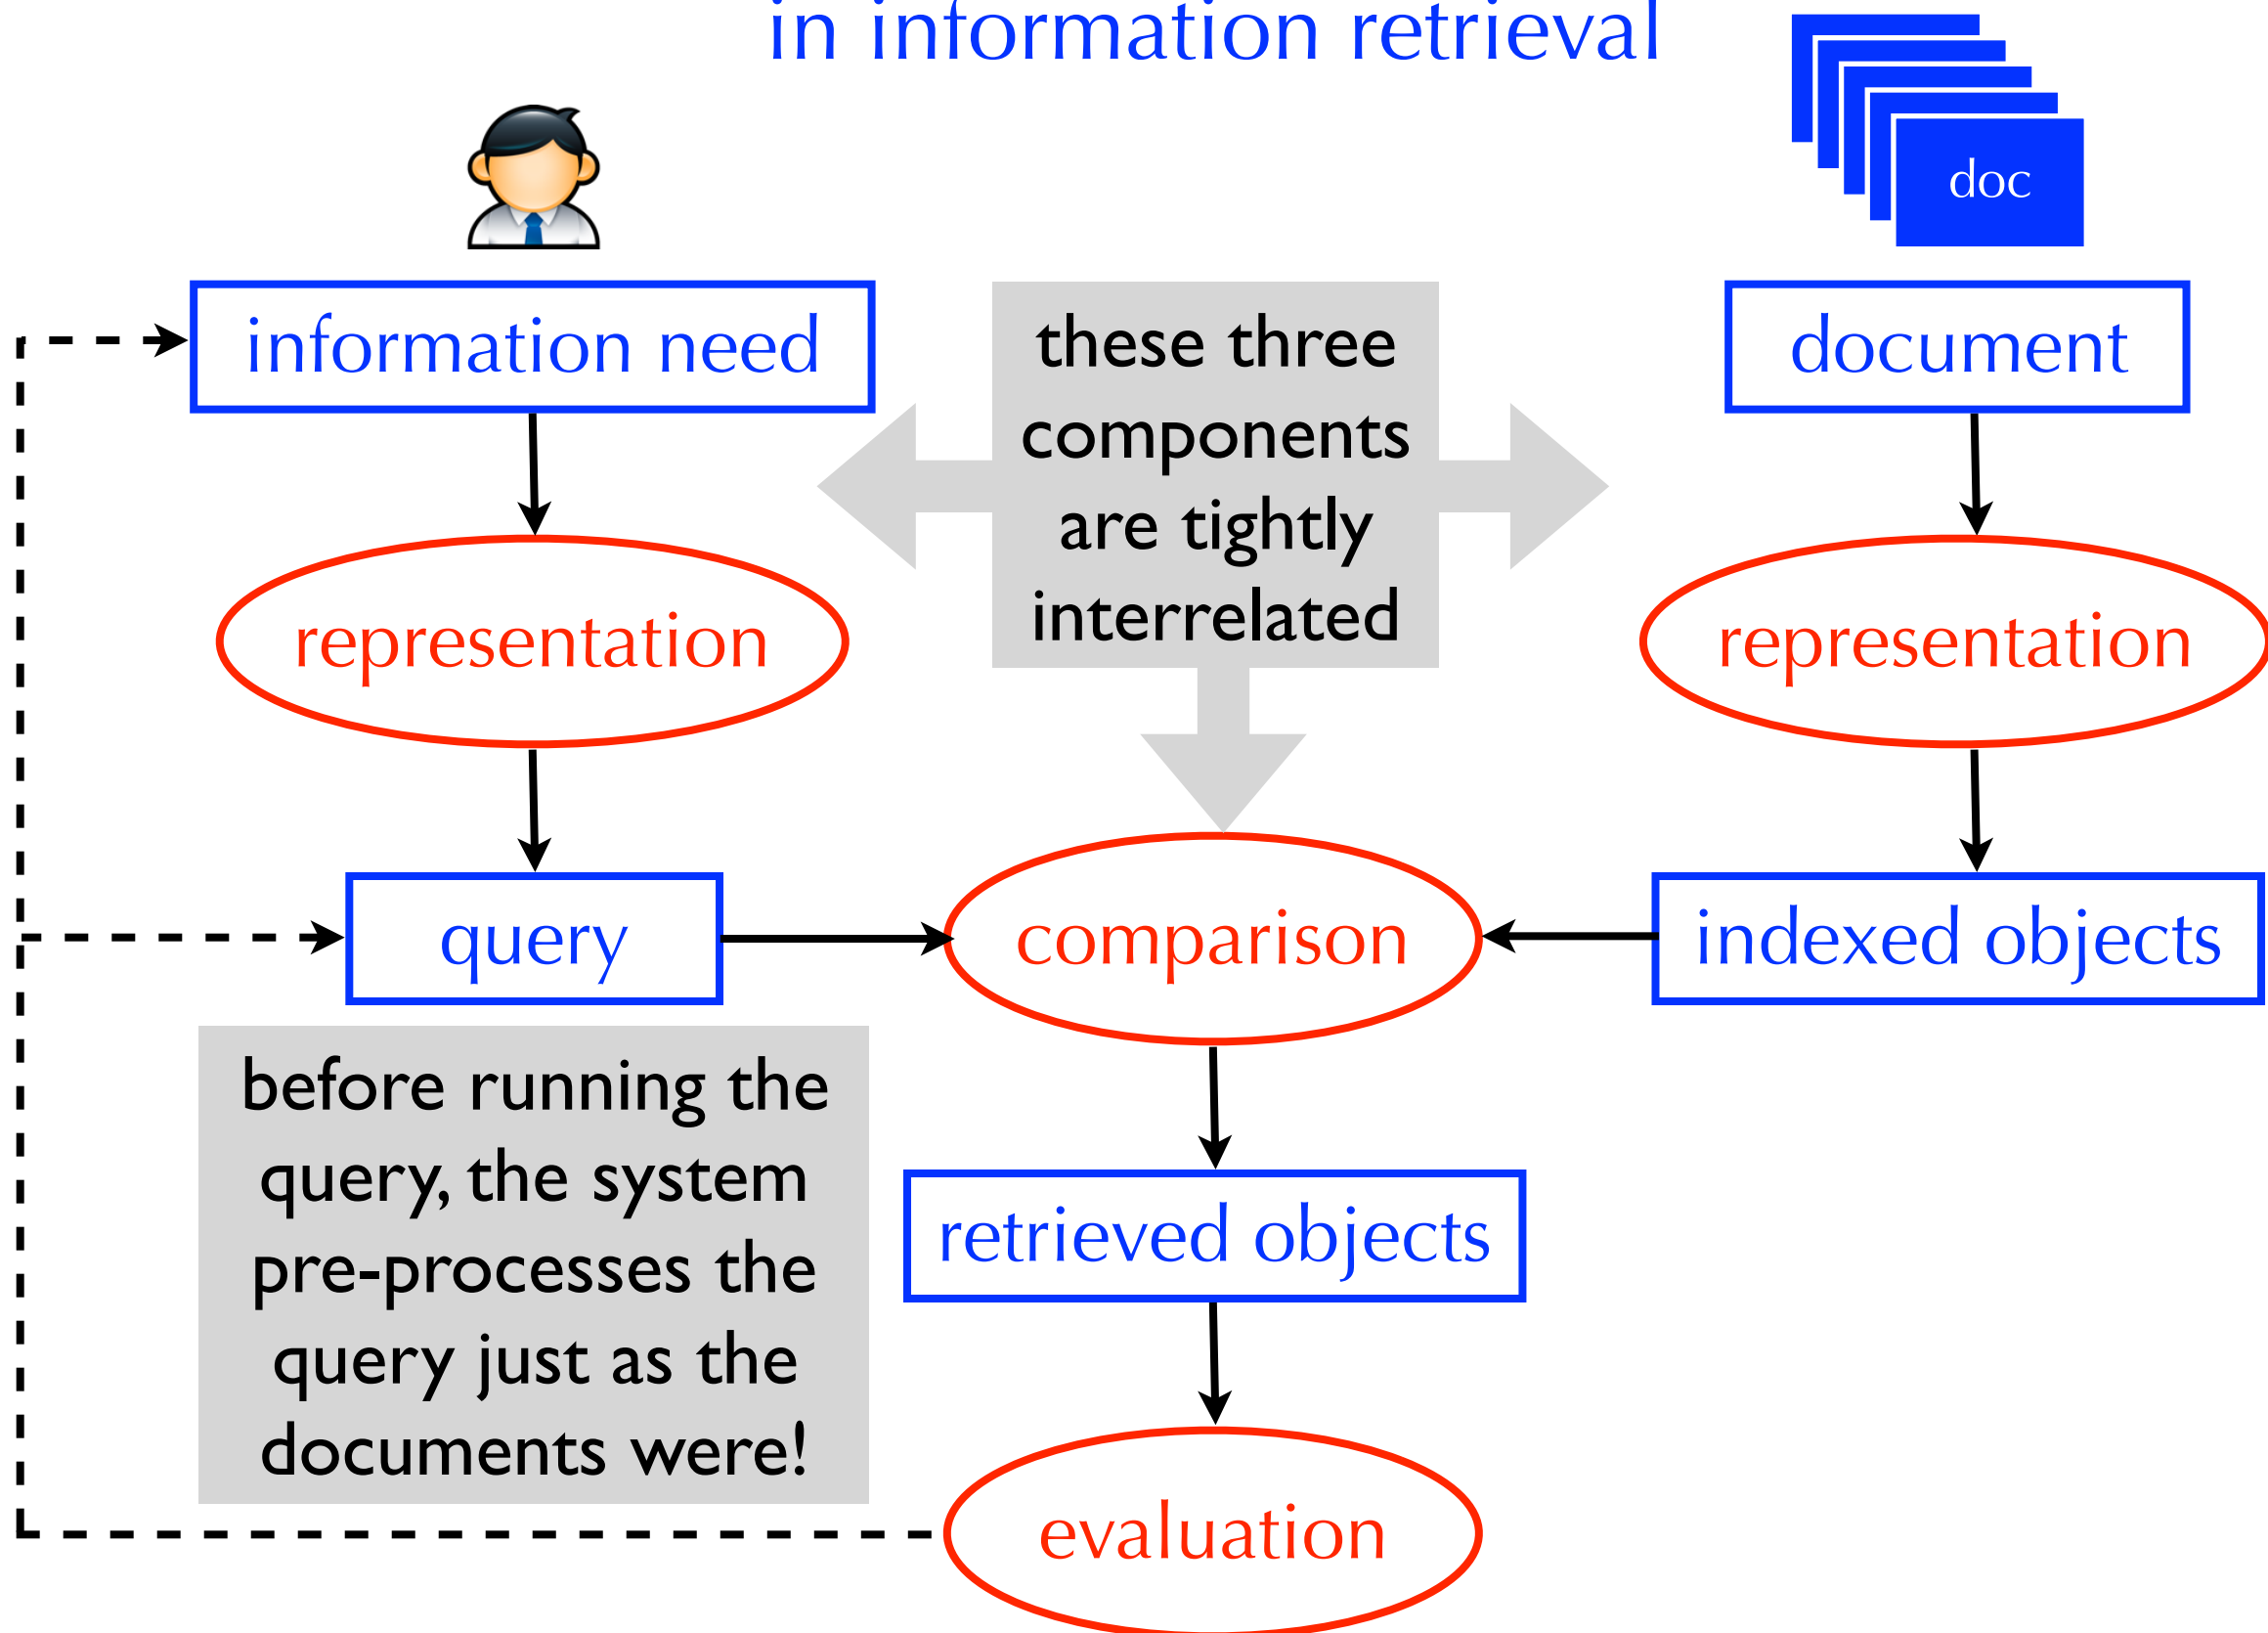 in information retrieval
doc
information need
these three
components
are tightly
interrelated
document
representation
representation
query
comparison
indexed objects
before running the
query, the system
pre-processes the
query just as the
documents were!
retrieved objects
evaluation